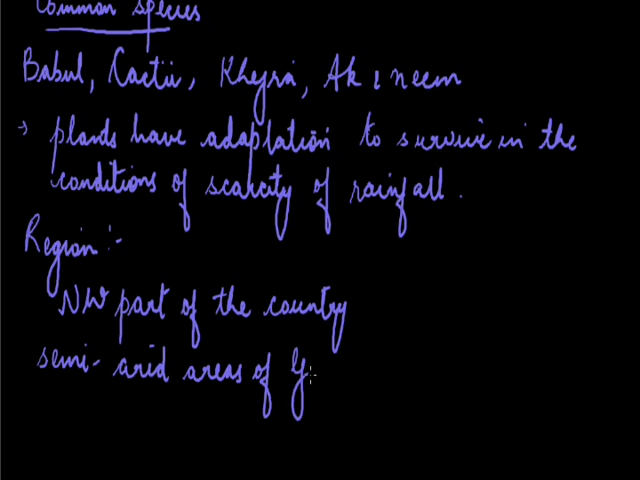 Common species
Babul, Cactii, Khejri, Ak & neem
→ plants have adaptation to survive in the
conditions of scarcity of rainfall.
Region :-
NW part of the country
semi-arid areas of G